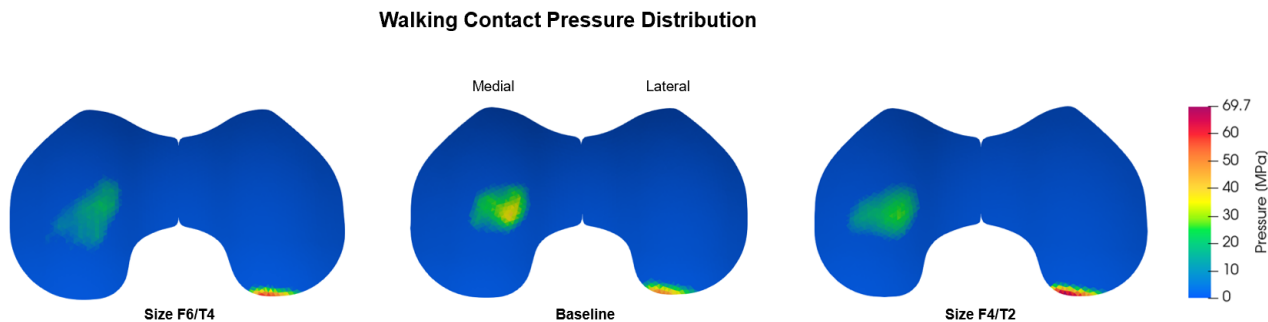 Walking Contact Pressure Distribution
Medial
Lateral
69.7
60
50
40
30
20
10
0
Pressure (MPa)
Size F6/T4
Baseline
Size F4/T2